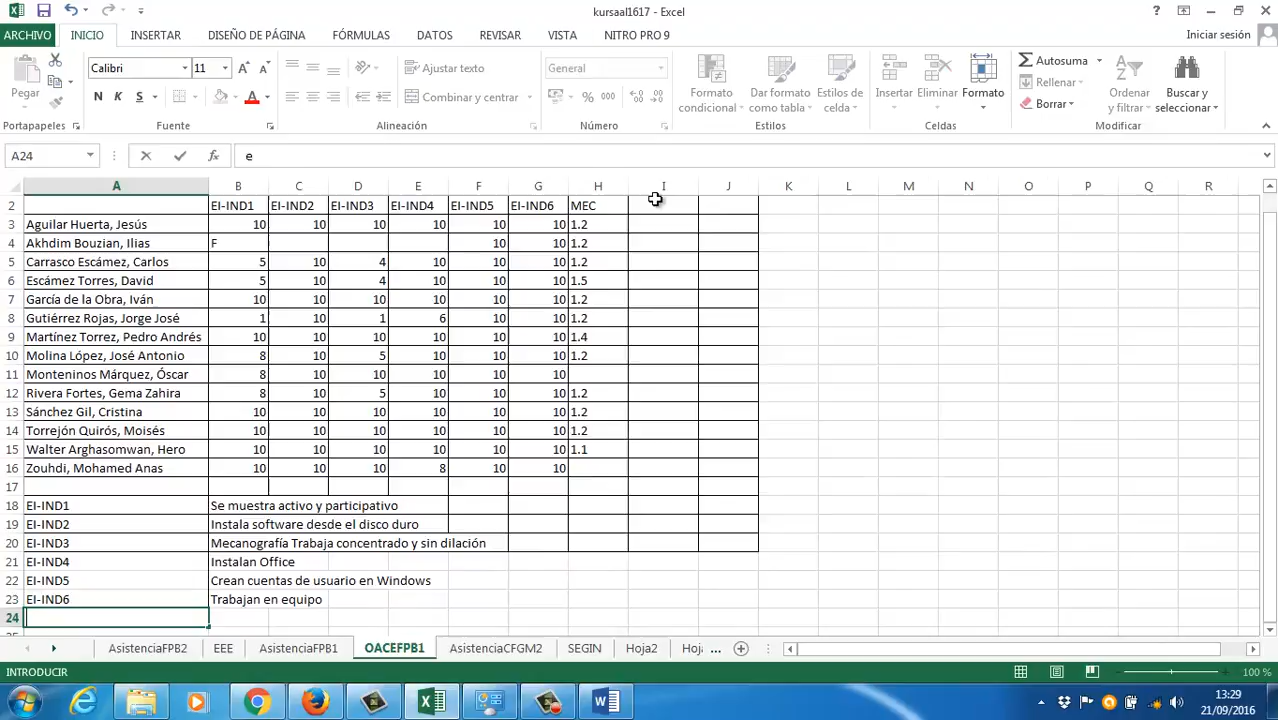 kursaal1617 - Excel
ARCHIVO INICIO INSERTAR DISEÑO DE PÁGINA FÓRMULAS DATOS REVISAR VISTA NITRO PRO 9 Iniciar sesión
Calibri 11 Ajustar texto General Autosuma
Pegar N K S Combinar y centrar % 000 Formato condicional Dar formato como tabla Estilos de celda Insertar Eliminar Formato Rellenar Borrar Ordenar y filtrar Buscar y seleccionar
Portapapeles Fuente Alineación Número Estilos Celdas Modificar
A24 fx e
A B C D E F G H I J K L M N O P Q R
2 EI-IND1 EI-IND2 EI-IND3 EI-IND4 EI-IND5 EI-IND6 MEC
3 Aguilar Huerta, Jesús 10 10 10 10 10 10 1.2
4 Akhdim Bouzian, Ilias F 10 10 1.2
5 Carrasco Escámez, Carlos 5 10 4 10 10 10 1.2
6 Escámez Torres, David 5 10 4 10 10 10 1.5
7 García de la Obra, Iván 10 10 10 10 10 10 1.2
8 Gutiérrez Rojas, Jorge José 1 10 1 6 10 10 1.2
9 Martínez Torrez, Pedro Andrés 10 10 10 10 10 10 1.4
10 Molina López, José Antonio 8 10 5 10 10 10 1.2
11 Monteninos Márquez, Óscar 8 10 10 10 10 10
12 Rivera Fortes, Gema Zahira 8 10 5 10 10 10 1.2
13 Sánchez Gil, Cristina 10 10 10 10 10 10 1.2
14 Torrejón Quirós, Moisés 10 10 10 10 10 10 1.2
15 Walter Arghasomwan, Hero 10 10 10 10 10 10 1.1
16 Zouhdi, Mohamed Anas 10 10 10 8 10 10
17
18 EI-IND1 Se muestra activo y participativo
19 EI-IND2 Instala software desde el disco duro
20 EI-IND3 Mecanografía Trabaja concentrado y sin dilación
21 EI-IND4 Instalan Office
22 EI-IND5 Crean cuentas de usuario en Windows
23 EI-IND6 Trabajan en equipo
24
AsistenciaFPB2 EEE AsistenciaFPB1 OACEFPB1 AsistenciaCFGM2 SEGIN Hoja2 Hoja ...
INTRODUCIR 100 %
13:29
21/09/2016